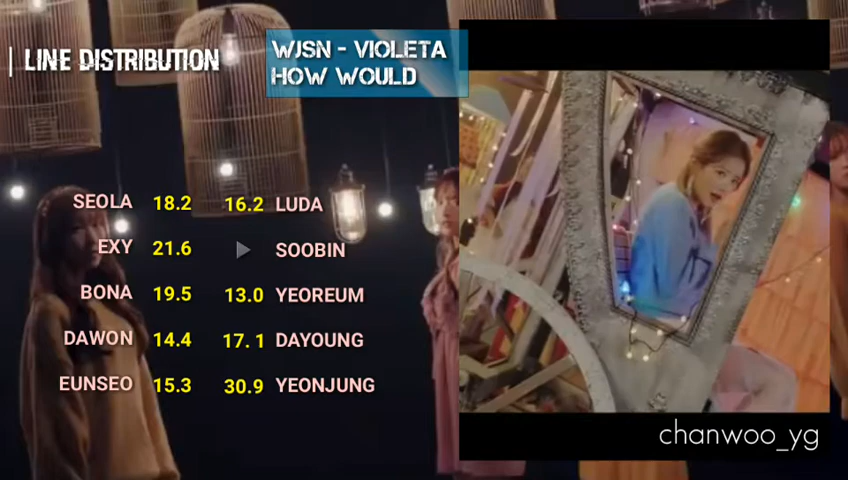 | LINE DISTRIBUTION
WJSN - VIOLETA
HOW WOULD
SEOLA 18.2 16.2 LUDA
EXY 21.6 SOOBIN
BONA 19.5 13.0 YEOREUM
DAWON 14.4 17.1 DAYOUNG
EUNSEO 15.3 30.9 YEONJUNG
chanwoo_yg